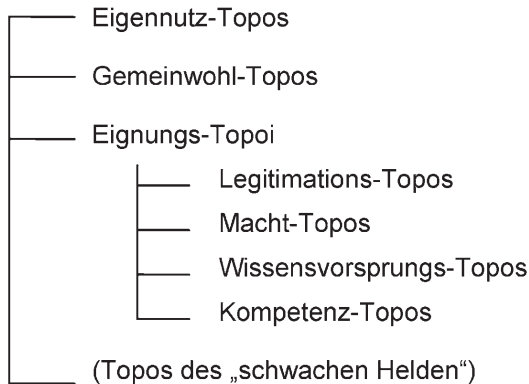 Eigennutz-Topos
Gemeinwohl-Topos
Eignungs-Topoi
Legitimations-Topos
Macht-Topos
Wissensvorsprungs-Topos
Kompetenz-Topos
(Topos des „schwachen Helden“)